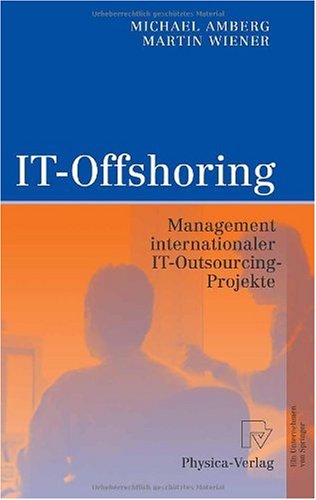 Urheberrechtlich geschütztes Material
MICHAEL AMBERG
MARTIN WIENER
IT-Offshoring
Management
internationaler
IT-Outsourcing-
Projekte
Ein Unternehmen
von Springer
Physica-Verlag
Urheberrechtlich geschütztes Material